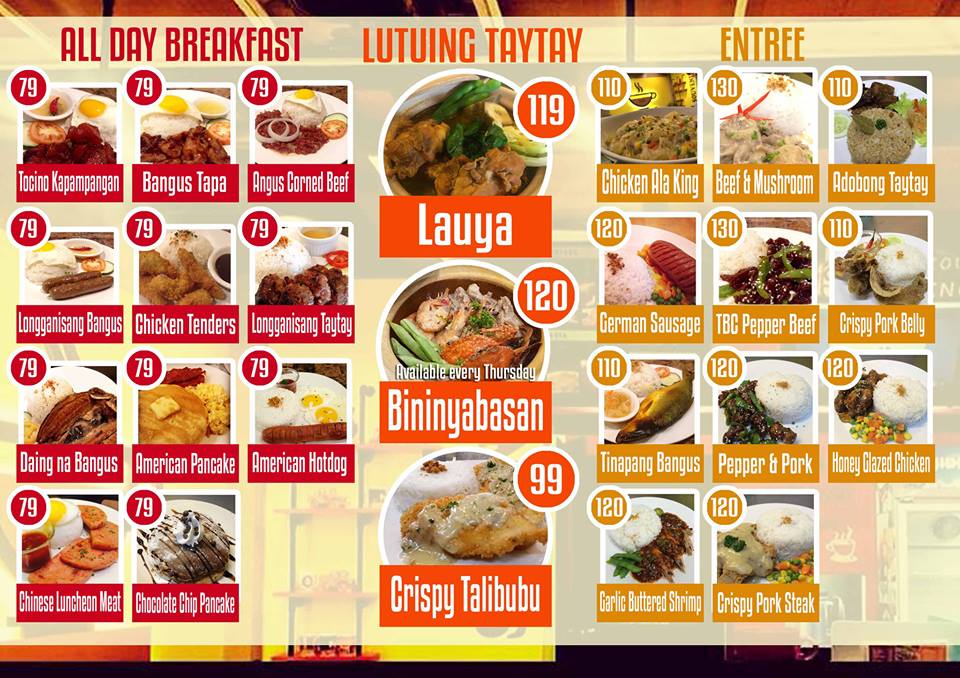 ALL DAY BREAKFAST
79
Tocino Kapampangan
79
Bangus Tapa
79
Angus Corned Beef
79
Longganisang Bangus
79
Chicken Tenders
79
Longganisang Taytay
79
Daing na Bangus
79
American Pancake
79
American Hotdog
79
Chinese Luncheon Meat
79
Chocolate Chip Pancake
LUTUING TAYTAY
119
Lauya
120
Available every Thursday
Bininyabasan
99
Crispy Talibubu
ENTREE
110
Chicken Ala King
130
Beef & Mushroom
110
Adobong Taytay
120
German Sausage
130
TBC Pepper Beef
110
Crispy Pork Belly
110
Tinapang Bangus
120
Pepper & Pork
120
Honey Glazed Chicken
120
Garlic Buttered Shrimp
120
Crispy Pork Steak